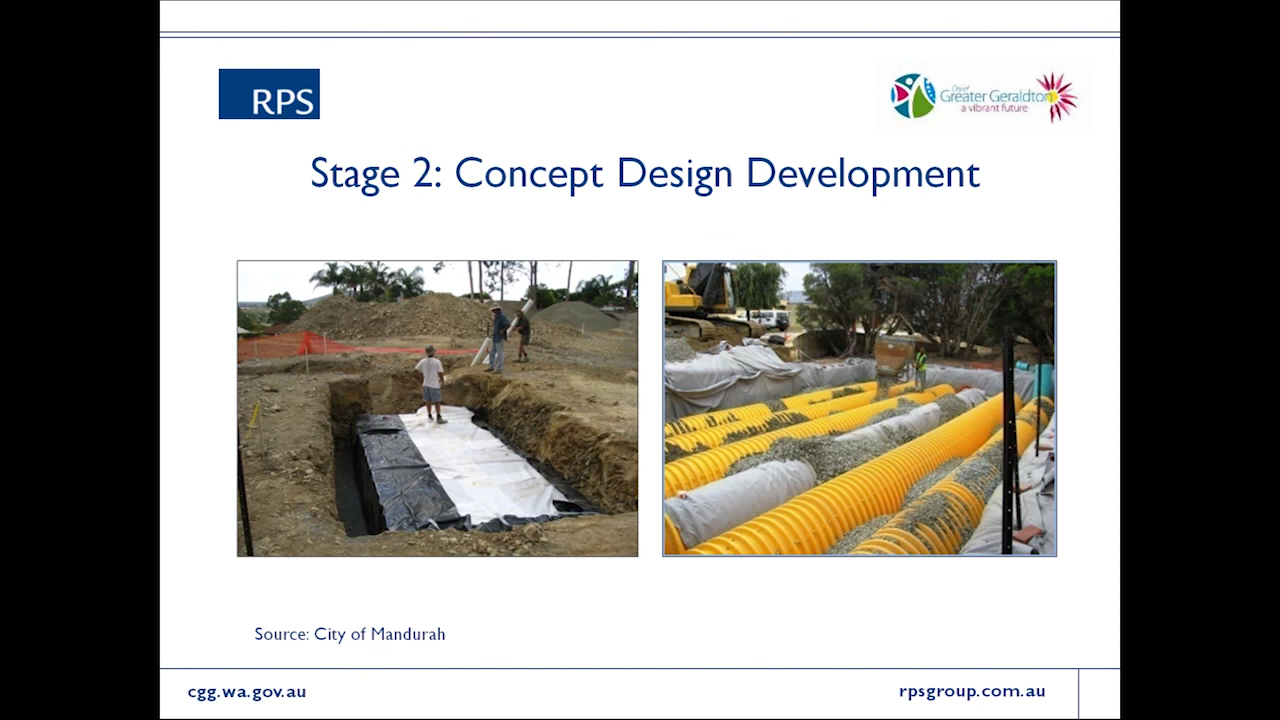 RPS
City of
Greater Geraldton
a vibrant future
Stage 2: Concept Design Development
Source: City of Mandurah
cgg.wa.gov.au
rpsgroup.com.au